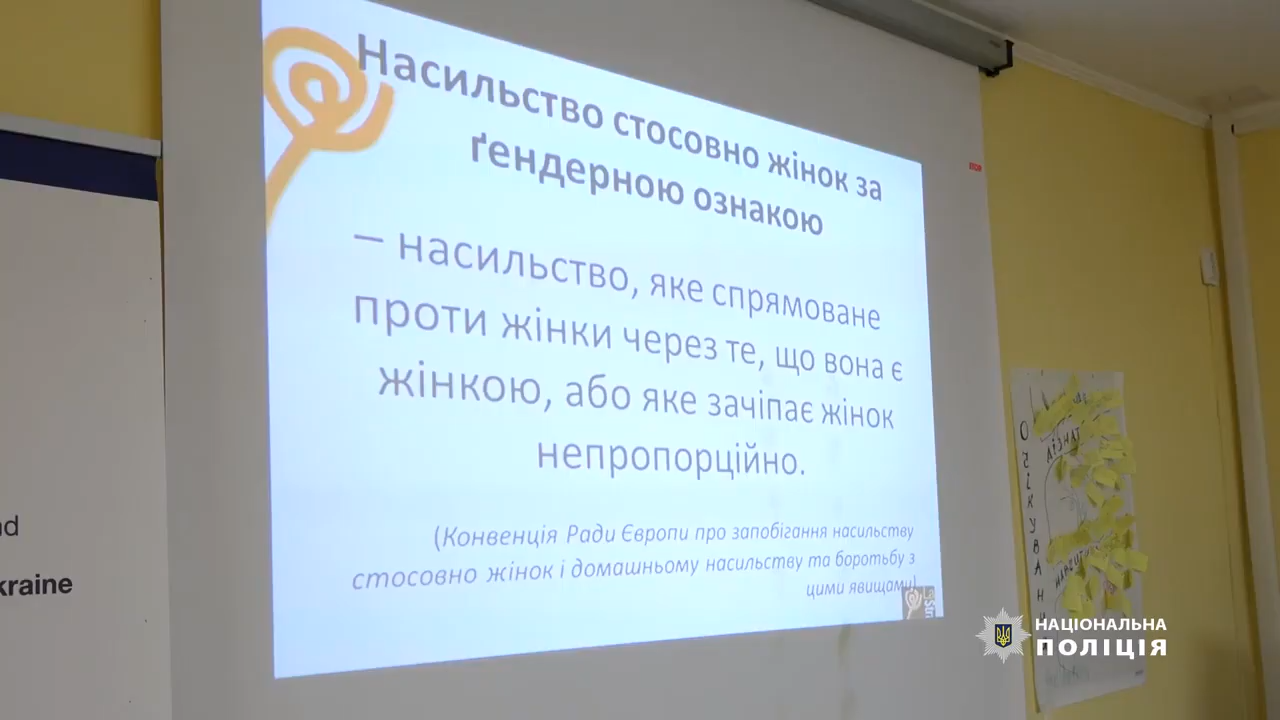 Насильство стосовно жінок за
ґендерною ознакою
– насильство, яке спрямоване
проти жінки через те, що вона є
жінкою, або яке зачіпає жінок
непропорційно.
(Конвенція Ради Європи про запобігання насильству
стосовно жінок і домашньому насильству та боротьбу з
цими явищами)
kraine
НАЦІОНАЛЬНА
ПОЛІЦІЯ